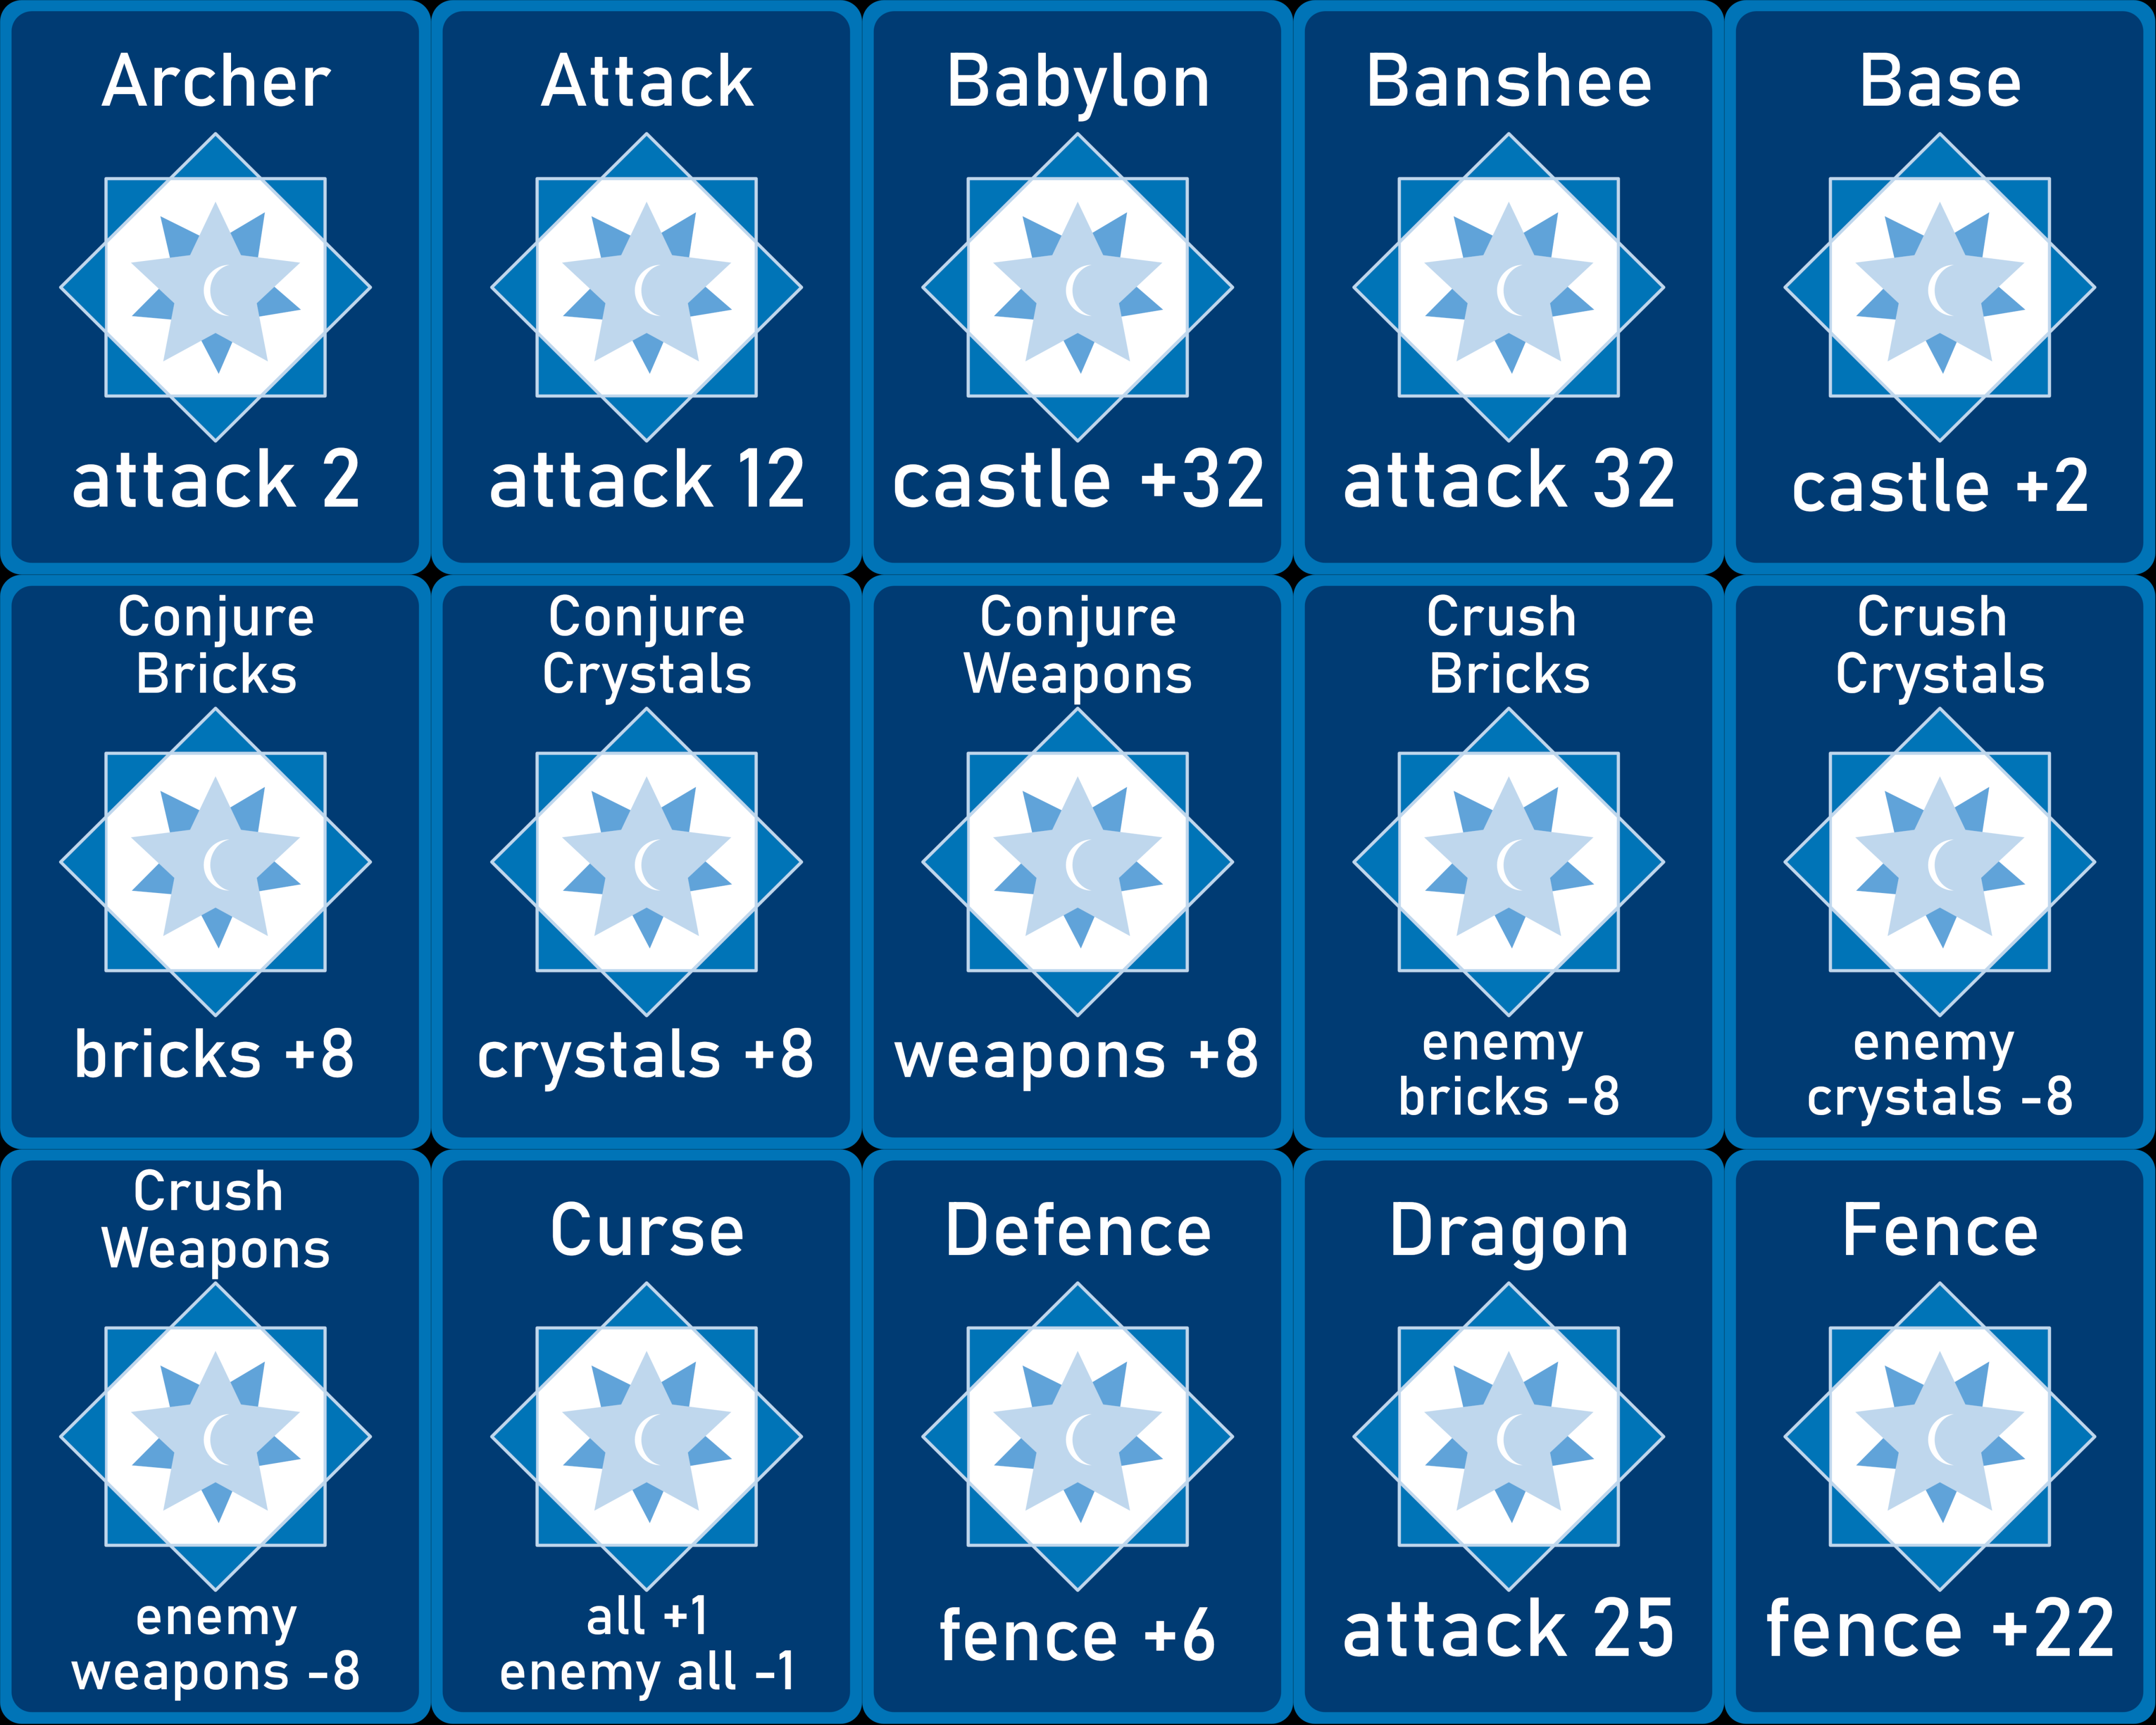 Archer
attack 2
Attack
attack 12
Babylon
castle +32
Banshee
attack 32
Base
castle +2
Conjure
Bricks
bricks +8
Conjure
Crystals
crystals +8
Conjure
Weapons
weapons +8
Crush
Bricks
enemy
bricks -8
Crush
Crystals
enemy
crystals -8
Crush
Weapons
enemy
weapons -8
Curse
all +1
enemy all -1
Defence
fence +6
Dragon
attack 25
Fence
fence +22